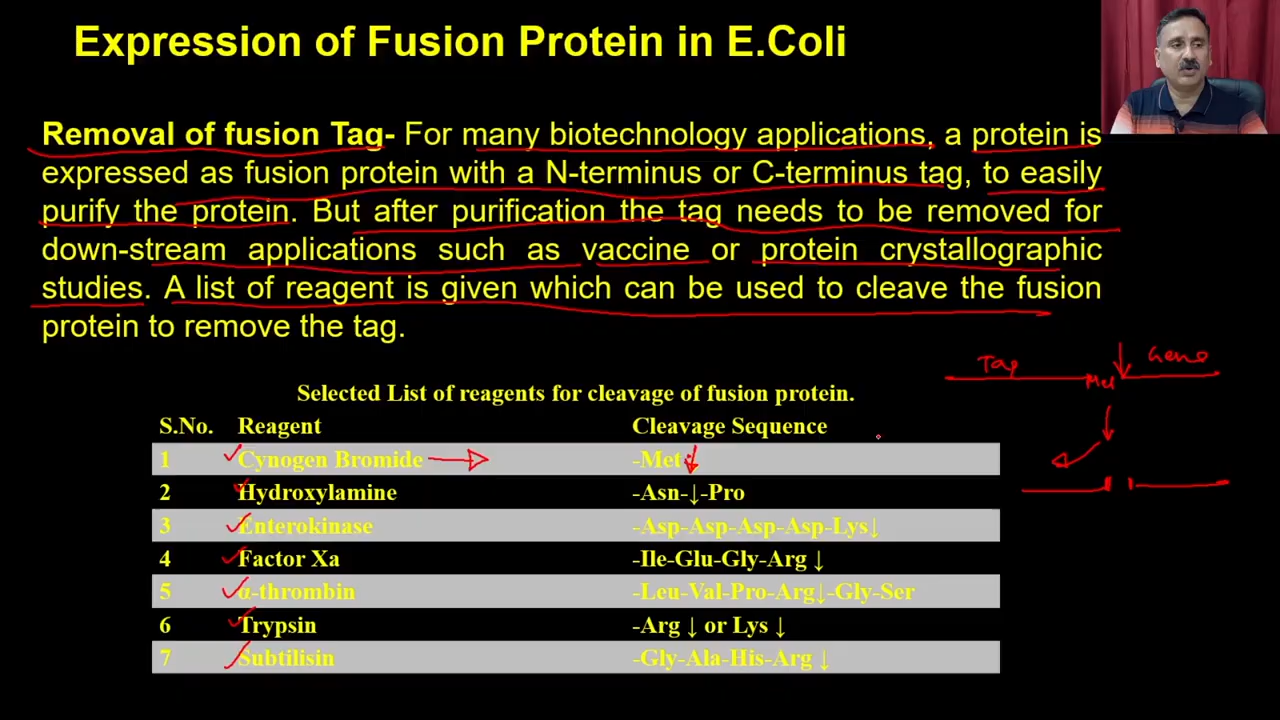 Expression of Fusion Protein in E.Coli
Removal of fusion Tag- For many biotechnology applications, a protein is
expressed as fusion protein with a N-terminus or C-terminus tag, to easily
purify the protein. But after purification the tag needs to be removed for
down-stream applications such as vaccine or protein crystallographic
studies. A list of reagent is given which can be used to cleave the fusion
protein to remove the tag.
Tag Gene
Met
Selected List of reagents for cleavage of fusion protein.
S.No. Reagent Cleavage Sequence
1 Cynogen Bromide -Met↓
2 Hydroxylamine -Asn-↓-Pro
3 Enterokinase -Asp-Asp-Asp-Asp-Lys↓
4 Factor Xa -Ile-Glu-Gly-Arg ↓
5 α-thrombin -Leu-Val-Pro-Arg↓-Gly-Ser
6 Trypsin -Arg ↓ or Lys ↓
7 Subtilisin -Gly-Ala-His-Arg ↓